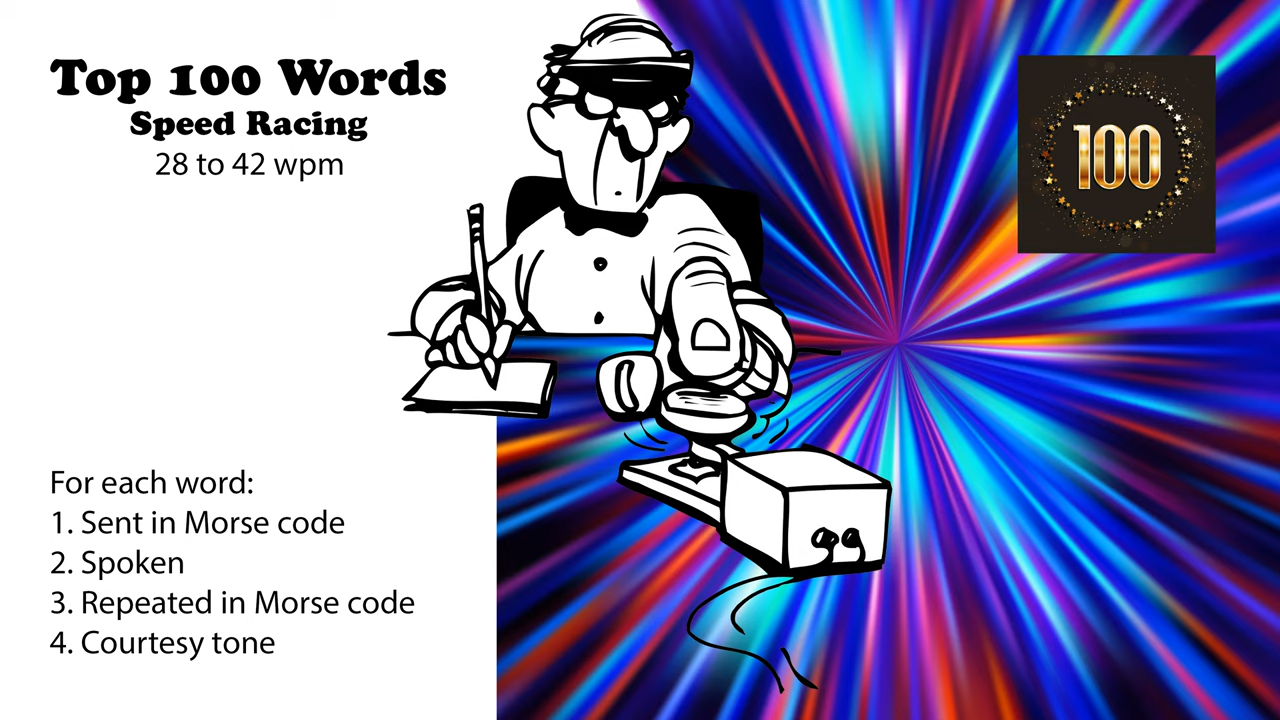 Top 100 Words
Speed Racing
28 to 42 wpm
100
For each word:
1. Sent in Morse code
2. Spoken
3. Repeated in Morse code
4. Courtesy tone